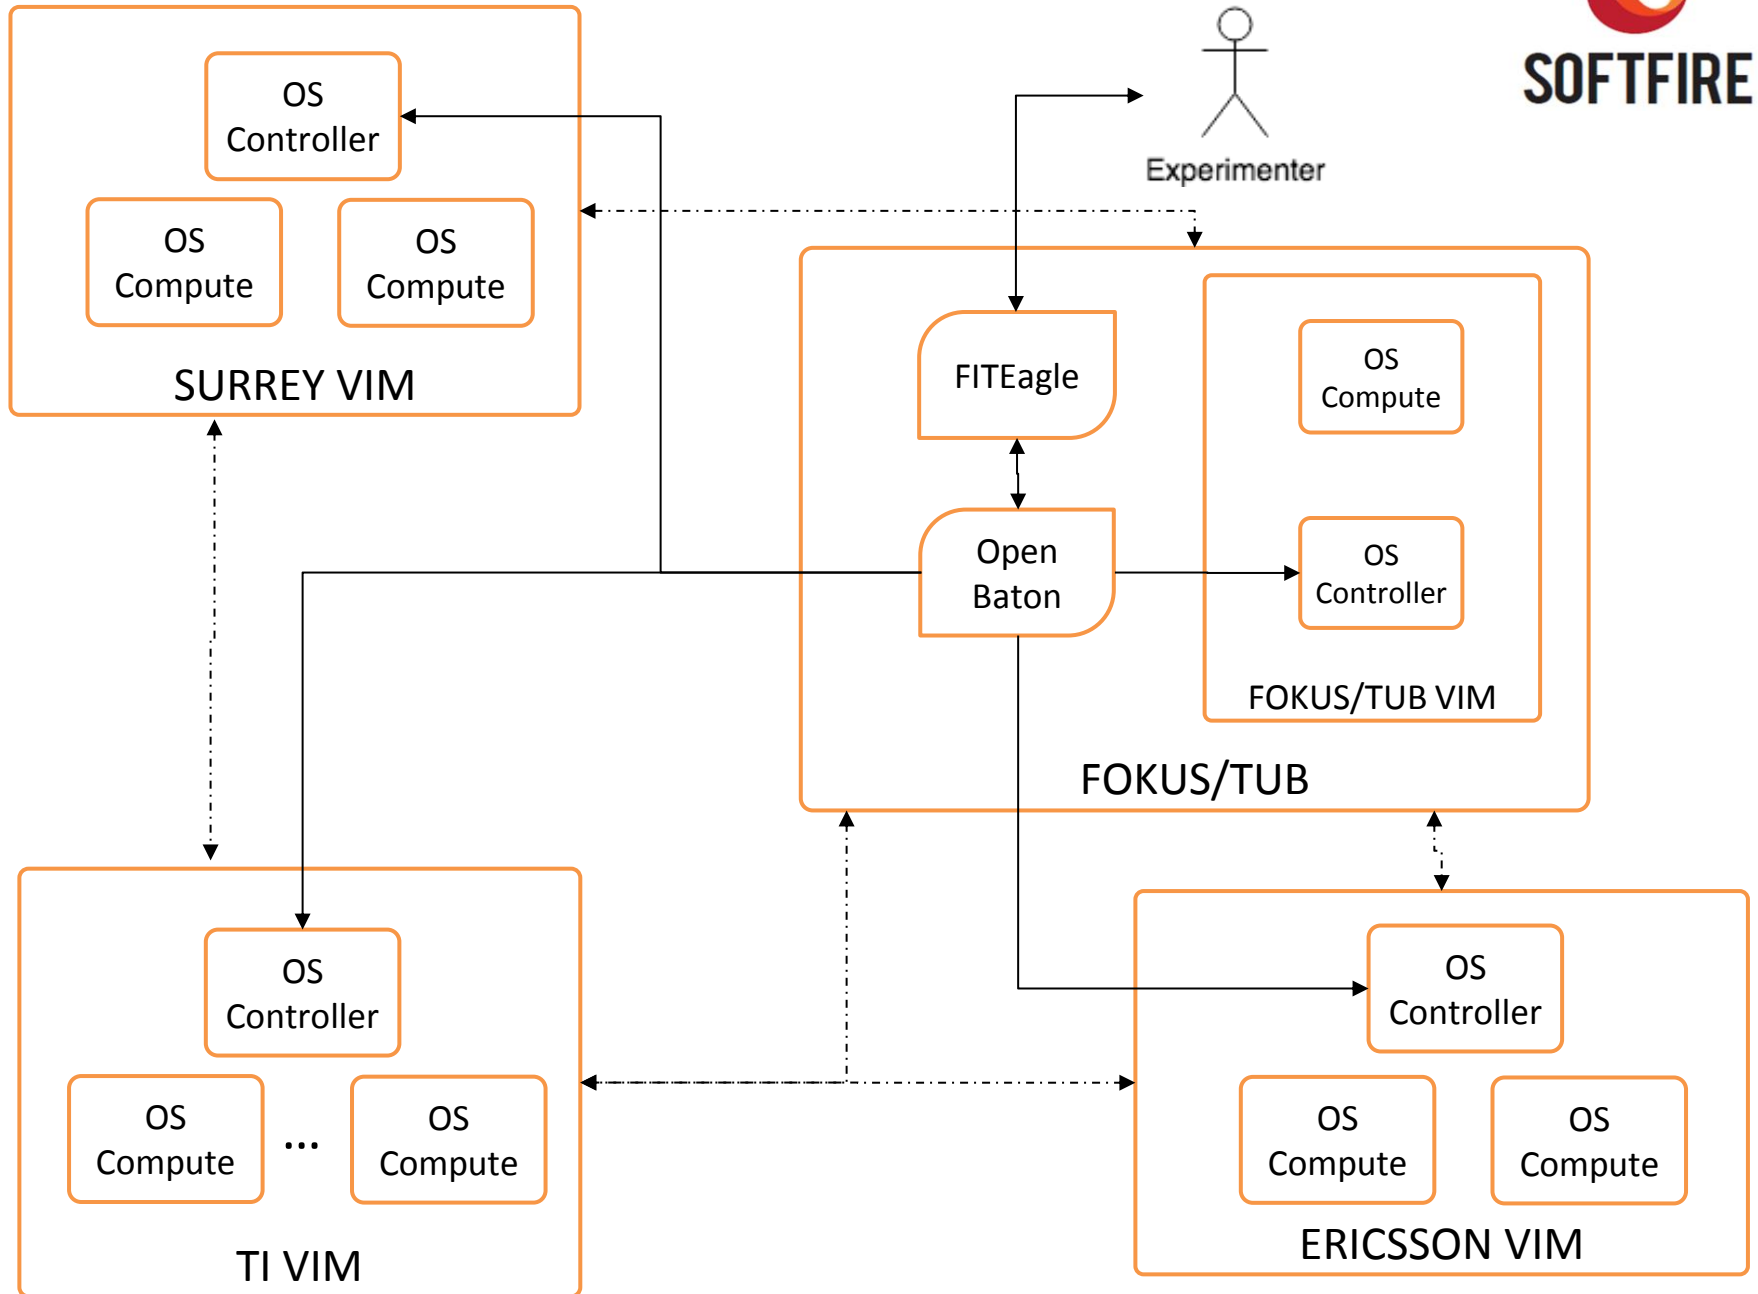 SOFTFIRE
Experimenter
OS
Controller
OS
Compute
OS
Compute
SURREY VIM
FITEagle
Open
Baton
OS
Compute
OS
Controller
FOKUS/TUB VIM
FOKUS/TUB
OS
Controller
OS
Compute
...
OS
Compute
TI VIM
OS
Controller
OS
Compute
OS
Compute
ERICSSON VIM